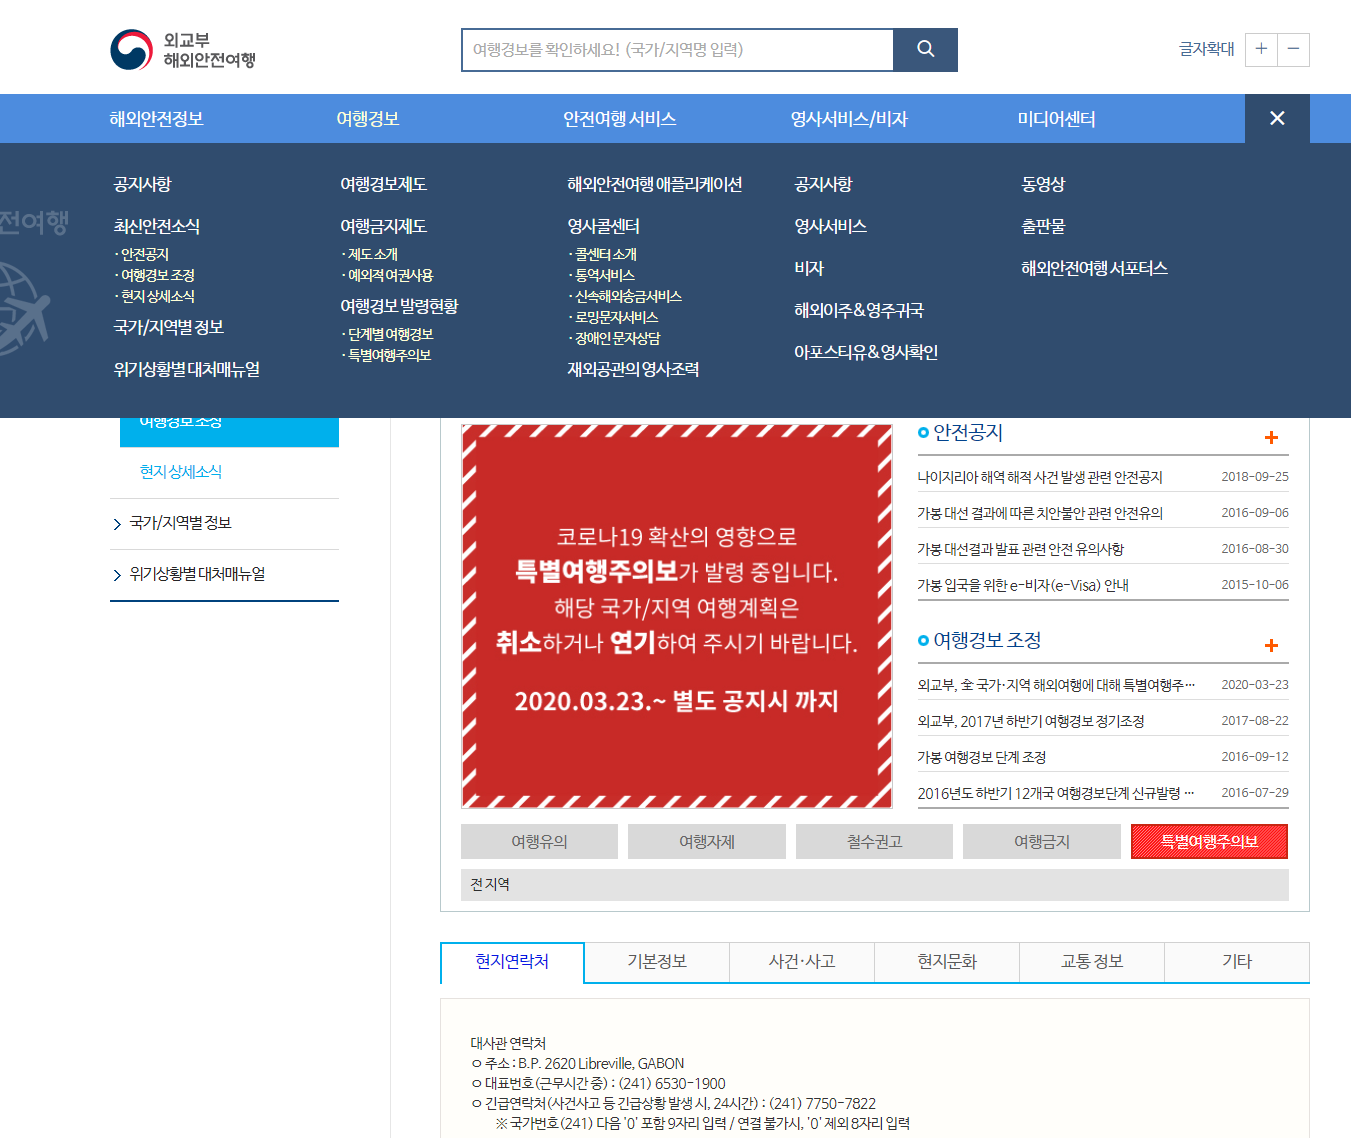 외교부
해외안전여행
여행경보를 확인하세요! (국가/지역명 입력)
글자확대 + −
해외안전정보 여행경보 안전여행 서비스 영사서비스/비자 미디어센터
공지사항
최신안전소식
· 안전공지
· 여행경보 조정
· 현지 상세소식
국가/지역별 정보
위기상황별 대처매뉴얼
여행경보제도
여행금지제도
· 제도 소개
· 예외적 여권사용
여행경보 발령현황
· 단계별 여행경보
· 특별여행주의보
해외안전여행 애플리케이션
영사콜센터
· 콜센터 소개
· 통역서비스
· 신속해외송금서비스
· 로밍문자서비스
· 장애인 문자상담
재외공관의 영사조력
공지사항
영사서비스
비자
해외이주&영주귀국
아포스티유&영사확인
동영상
출판물
해외안전여행 서포터스
전여행
여행경보 조정
현지 상세소식
국가/지역별 정보
위기상황별 대처매뉴얼
코로나19 확산의 영향으로
특별여행주의보가 발령 중입니다.
해당 국가/지역 여행계획은
취소하거나 연기하여 주시기 바랍니다.
2020.03.23.~ 별도 공지시 까지
안전공지
나이지리아 해역 해적 사건 발생 관련 안전공지 2018-09-25
가봉 대선 결과에 따른 치안불안 관련 안전유의 2016-09-06
가봉 대선결과 발표 관련 안전 유의사항 2016-08-30
가봉 입국을 위한 e-비자(e-Visa) 안내 2015-10-06
여행경보 조정
외교부, 全 국가·지역 해외여행에 대해 특별여행주… 2020-03-23
외교부, 2017년 하반기 여행경보 정기조정 2017-08-22
가봉 여행경보 단계 조정 2016-09-12
2016년도 하반기 12개국 여행경보단계 신규발령 … 2016-07-29
여행유의 여행자제 철수권고 여행금지 특별여행주의보
전 지역
현지연락처 기본정보 사건·사고 현지문화 교통 정보 기타
대사관 연락처
ㅇ 주소 : B.P. 2620 Libreville, GABON
ㅇ 대표번호(근무시간 중) : (241) 6530-1900
ㅇ 긴급연락처(사건사고 등 긴급상황 발생 시, 24시간) : (241) 7750-7822
※ 국가번호(241) 다음 '0' 포함 9자리 입력 / 연결 불가시, '0' 제외 8자리 입력